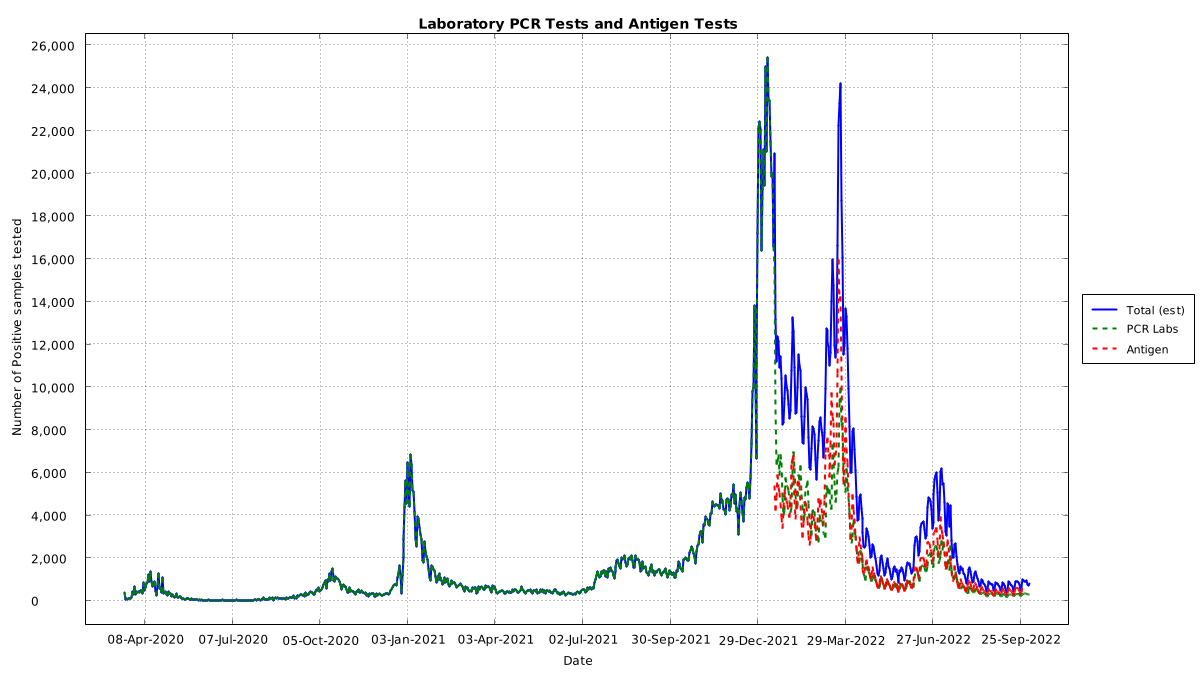 Laboratory PCR Tests and Antigen Tests
26,000
24,000
22,000
20,000
18,000
16,000
14,000
12,000
10,000
8,000
6,000
4,000
2,000
0
Number of Positive samples tested
08-Apr-2020 07-Jul-2020 05-Oct-2020 03-Jan-2021 03-Apr-2021 02-Jul-2021 30-Sep-2021 29-Dec-2021 29-Mar-2022 27-Jun-2022 25-Sep-2022
Date
Total (est)
PCR Labs
Antigen